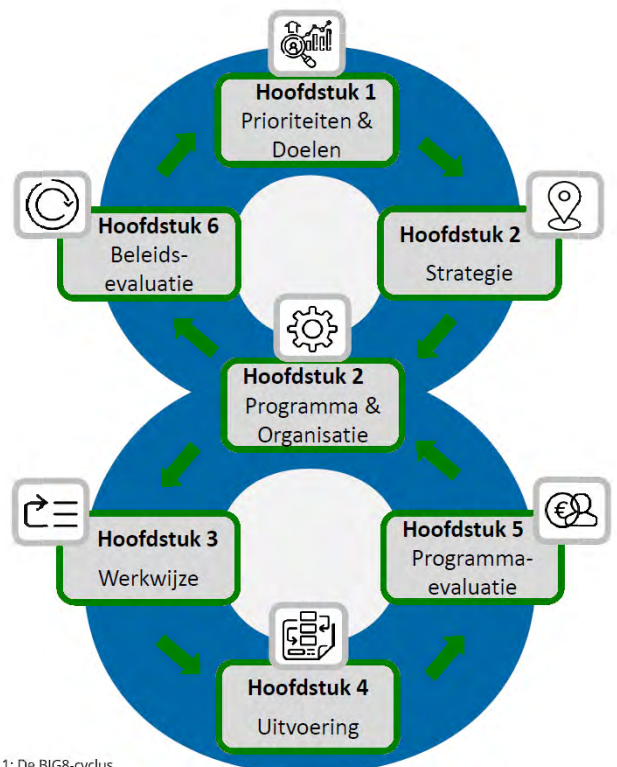 Hoofdstuk 1
Prioriteiten &
Doelen
Hoofdstuk 2
Strategie
Hoofdstuk 6
Beleids-
evaluatie
Hoofdstuk 2
Programma &
Organisatie
Hoofdstuk 3
Werkwijze
Hoofdstuk 5
Programma-
evaluatie
Hoofdstuk 4
Uitvoering
1: De BIG8-cyclus